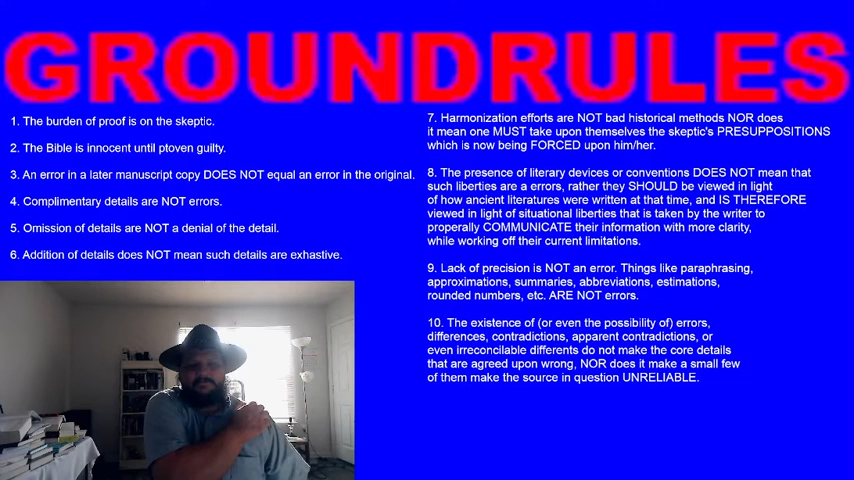 GROUNDRULES
1. The burden of proof is on the skeptic.
2. The Bible is innocent until ptoven guilty.
3. An error in a later manuscript copy DOES NOT equal an error in the original.
4. Complimentary details are NOT errors.
5. Omission of details are NOT a denial of the detail.
6. Addition of details does NOT mean such details are exhastive.
7. Harmonization efforts are NOT bad historical methods NOR does
it mean one MUST take upon themselves the skeptic's PRESUPPOSITIONS
which is now being FORCED upon him/her.
8. The presence of literary devices or conventions DOES NOT mean that
such liberties are a errors, rather they SHOULD be viewed in light
of how ancient literatures were written at that time, and IS THEREFORE
viewed in light of situational liberties that is taken by the writer to
properally COMMUNICATE their information with more clarity,
while working off their current limitations.
9. Lack of precision is NOT an error. Things like paraphrasing,
approximations, summaries, abbreviations, estimations,
rounded numbers, etc. ARE NOT errors.
10. The existence of (or even the possibility of) errors,
differences, contradictions, apparent contradictions, or
even irreconcilable differents do not make the core details
that are agreed upon wrong, NOR does it make a small few
of them make the source in question UNRELIABLE.